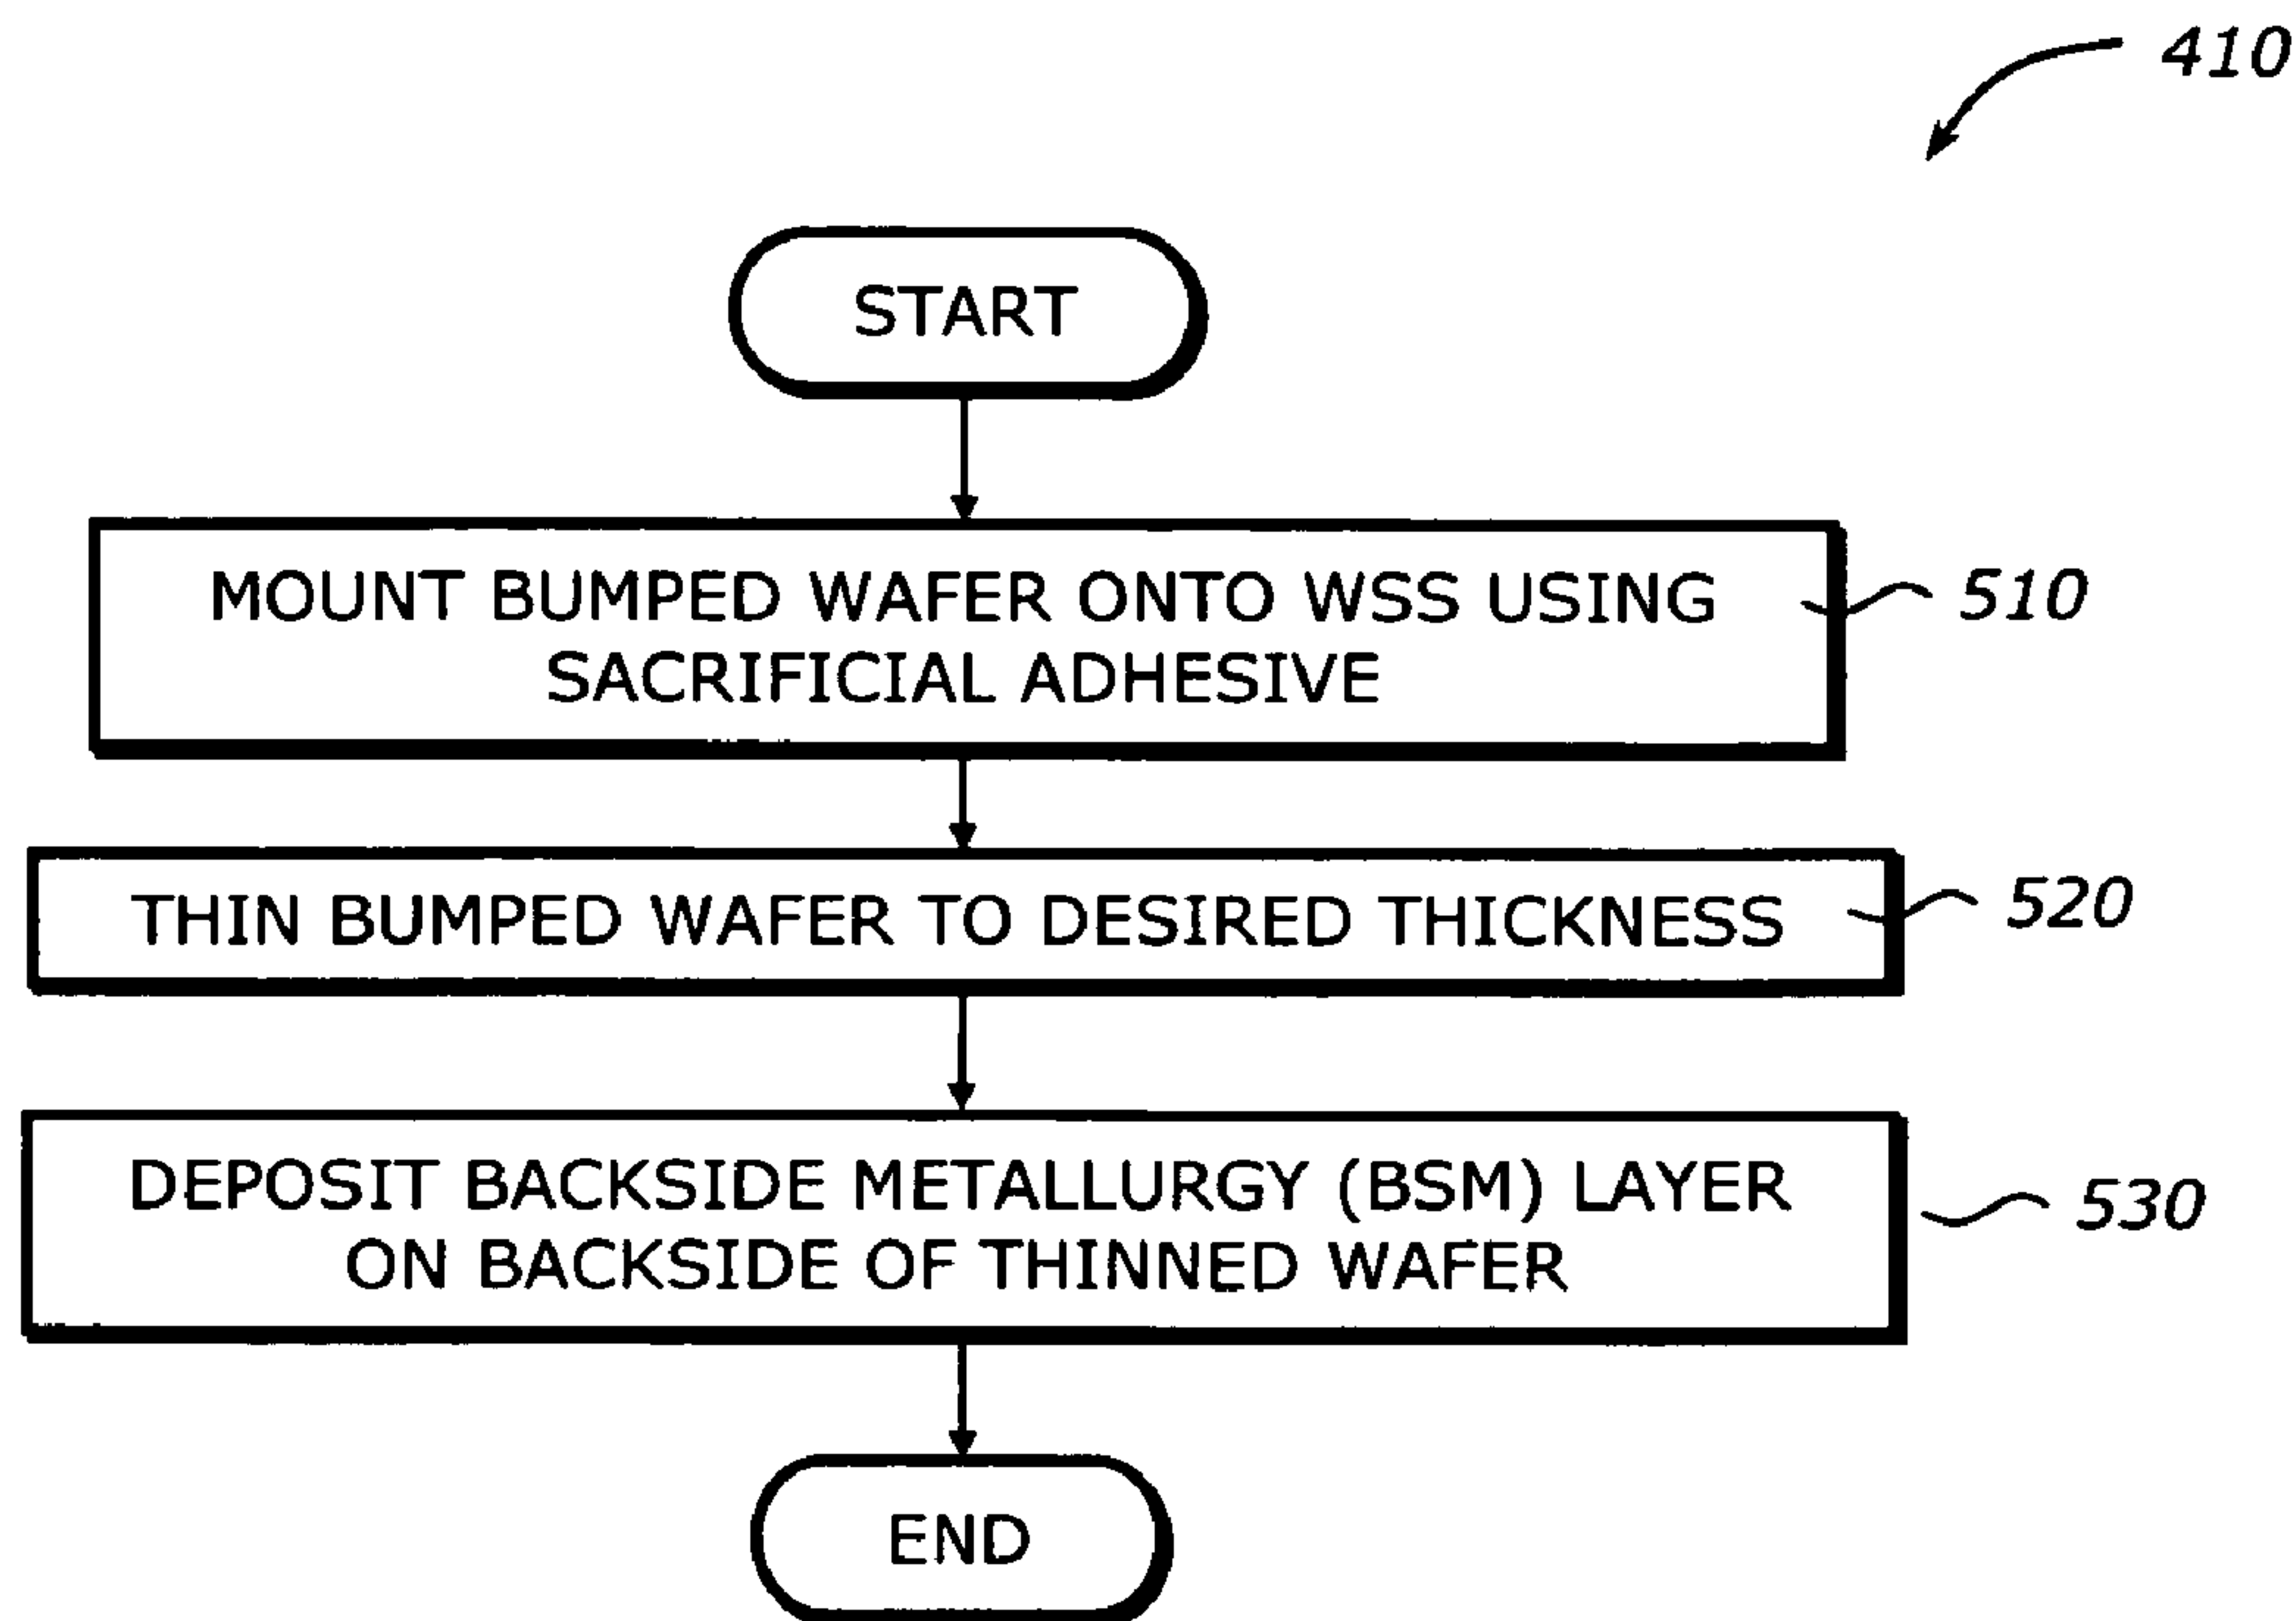 410
START
MOUNT BUMPED WAFER ONTO WSS USING
SACRIFICIAL ADHESIVE
510
THIN BUMPED WAFER TO DESIRED THICKNESS
520
DEPOSIT BACKSIDE METALLURGY (BSM) LAYER
ON BACKSIDE OF THINNED WAFER
530
END